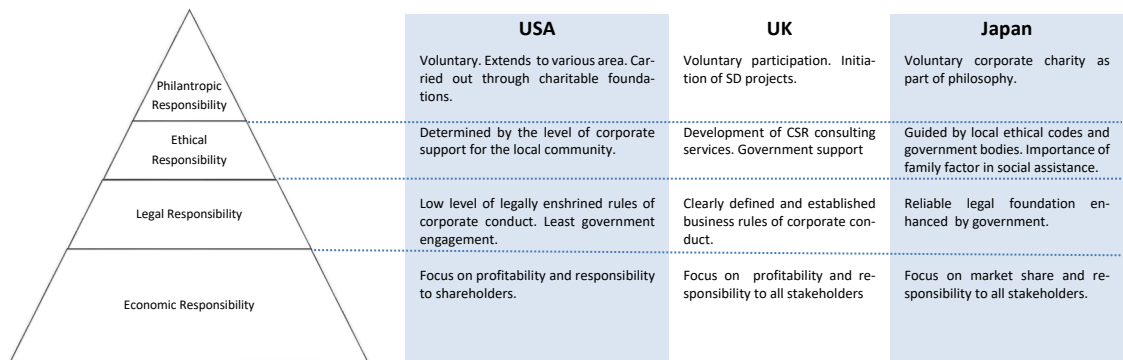 USA
UK
Japan
Philantropic
Responsibility
Voluntary. Extends to various area. Car-
ried out through charitable founda-
tions.
Voluntary participation. Initia-
tion of SD projects.
Voluntary corporate charity as
part of philosophy.
Ethical
Responsibility
Determined by the level of corporate
support for the local community.
Development of CSR consulting
services. Government support
Guided by local ethical codes and
government bodies. Importance of
family factor in social assistance.
Legal Responsibility
Low level of legally enshrined rules of
corporate conduct. Least government
engagement.
Clearly defined and established
business rules of corporate con-
duct.
Reliable legal foundation en-
hanced by government.
Economic Responsibility
Focus on profitability and responsibility
to shareholders.
Focus on profitability and re-
sponsibility to all stakeholders
Focus on market share and re-
sponsibility to all stakeholders.